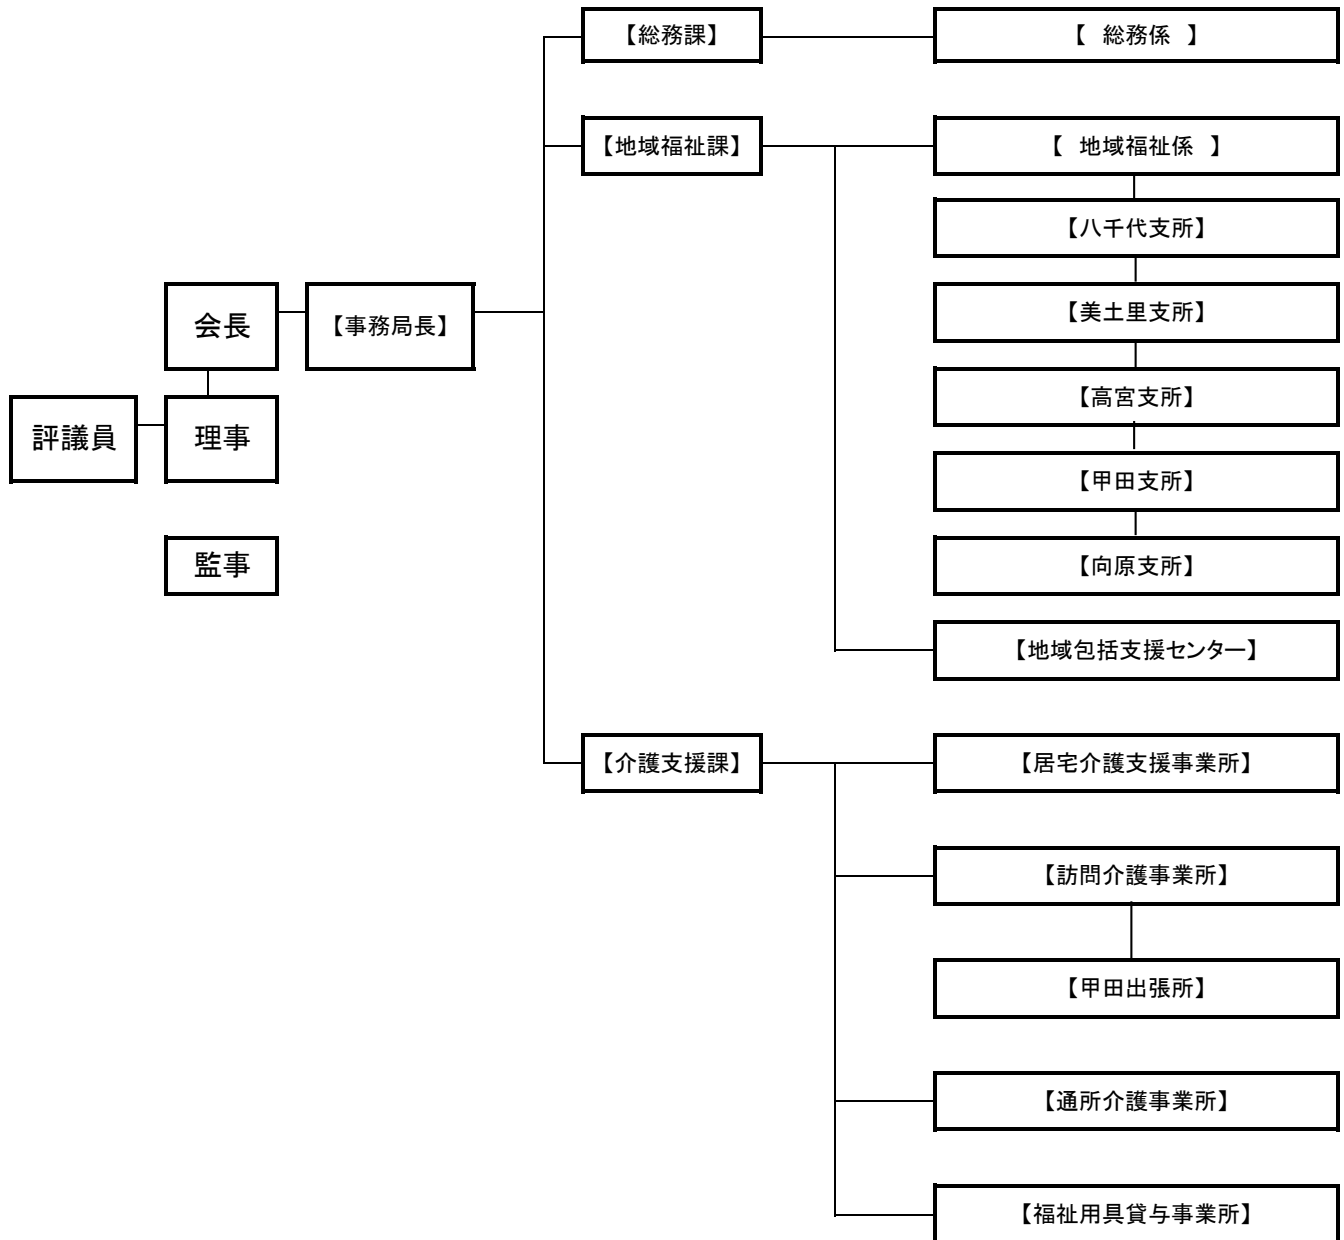 【総務課】
【　総務係　】
【地域福祉課】
【　地域福祉係　】
【八千代支所】
会長
【事務局長】
【美土里支所】
評議員
理事
【高宮支所】
【甲田支所】
監事
【向原支所】
【地域包括支援センター】
【介護支援課】
【居宅介護支援事業所】
【訪問介護事業所】
【甲田出張所】
【通所介護事業所】
【福祉用具貸与事業所】